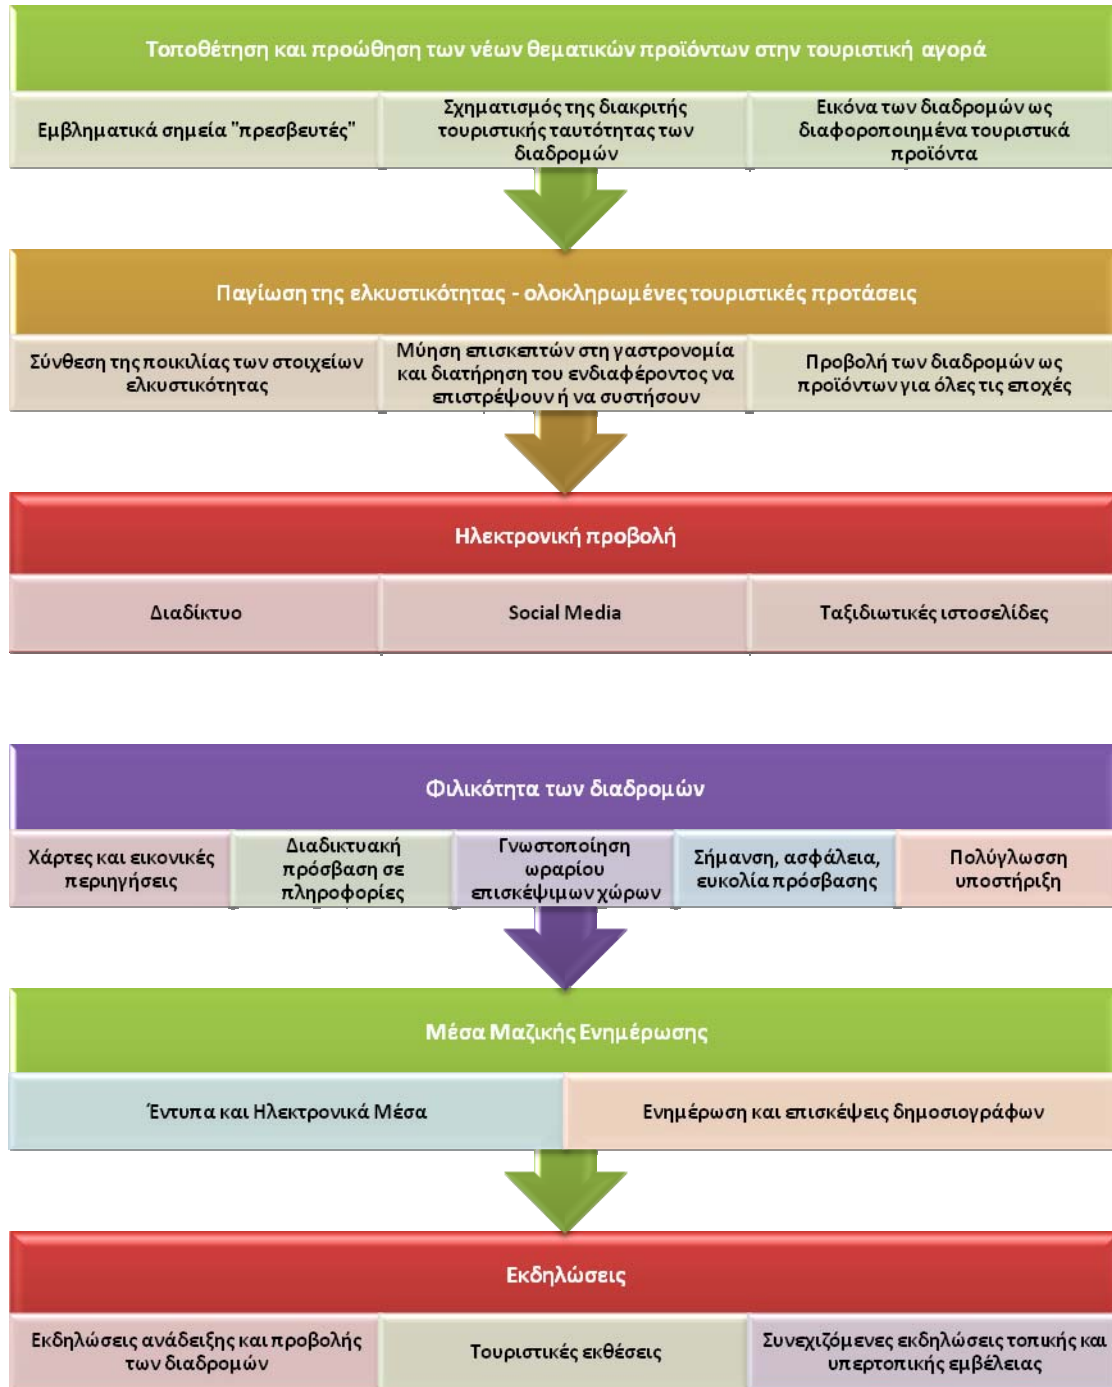 Τοποθέτηση και προώθηση των νέων θεματικών προϊόντων στην τουριστική αγορά
Εμβληματικά σημεία "πρεσβευτές"
Σχηματισμός της διακριτής
τουριστικής ταυτότητας των
διαδρομών
Εικόνα των διαδρομών ως
διαφοροποιημένα τουριστικά
προϊόντα
Παγίωση της ελκυστικότητας - ολοκληρωμένες τουριστικές προτάσεις
Σύνθεση της ποικιλίας των στοιχείων
ελκυστικότητας
Μύηση επισκεπτών στη γαστρονομία
και διατήρηση του ενδιαφέροντος να
επιστρέψουν ή να συστήσουν
Προβολή των διαδρομών ως
προϊόντων για όλες τις εποχές
Ηλεκτρονική προβολή
Διαδίκτυο
Social Media
Ταξιδιωτικές ιστοσελίδες
Φιλικότητα των διαδρομών
Χάρτες και εικονικές
περιηγήσεις
Διαδικτυακή
πρόσβαση σε
πληροφορίες
Γνωστοποίηση
ωραρίου
επισκέψιμων χώρων
Σήμανση, ασφάλεια,
ευκολία πρόσβασης
Πολύγλωσση
υποστήριξη
Μέσα Μαζικής Ενημέρωσης
Έντυπα και Ηλεκτρονικά Μέσα
Ενημέρωση και επισκέψεις δημοσιογράφων
Εκδηλώσεις
Εκδηλώσεις ανάδειξης και προβολής
των διαδρομών
Τουριστικές εκθέσεις
Συνεχιζόμενες εκδηλώσεις τοπικής και
υπερτοπικής εμβέλειας